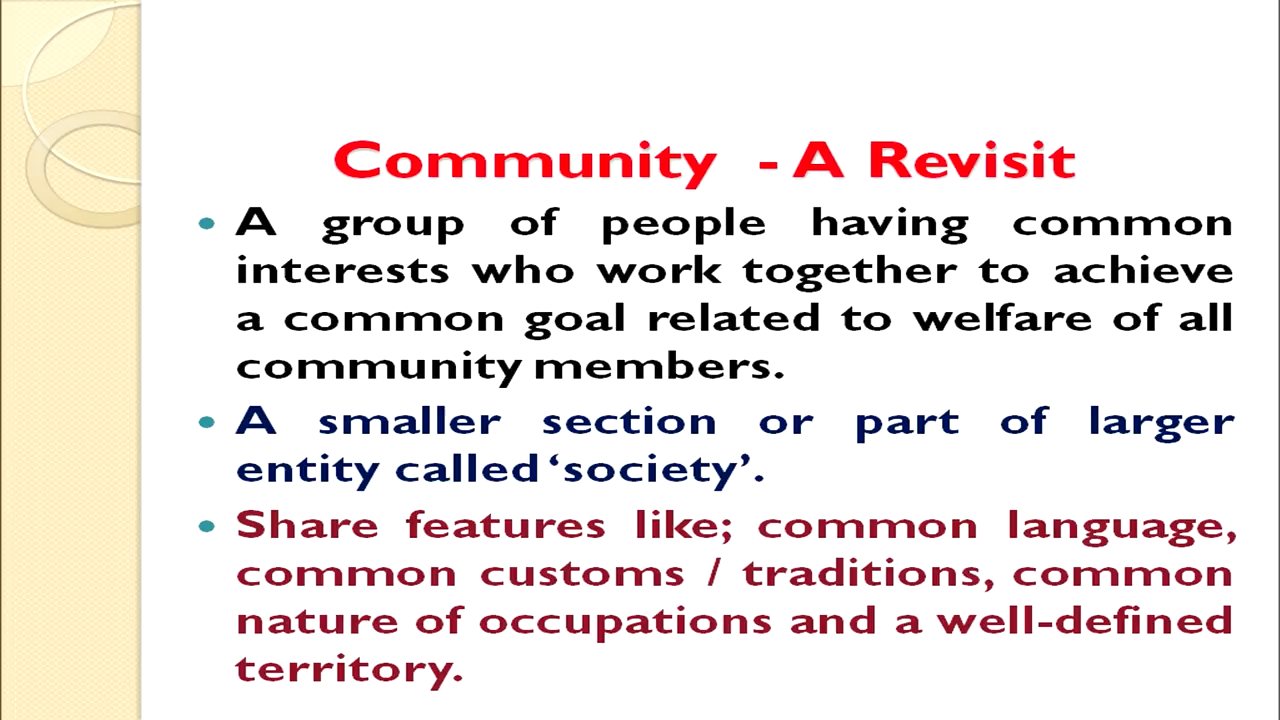 Community - A Revisit
• A group of people having common
interests who work together to achieve
a common goal related to welfare of all
community members.
• A smaller section or part of larger
entity called ‘society’.
• Share features like; common language,
common customs / traditions, common
nature of occupations and a well-defined
territory.